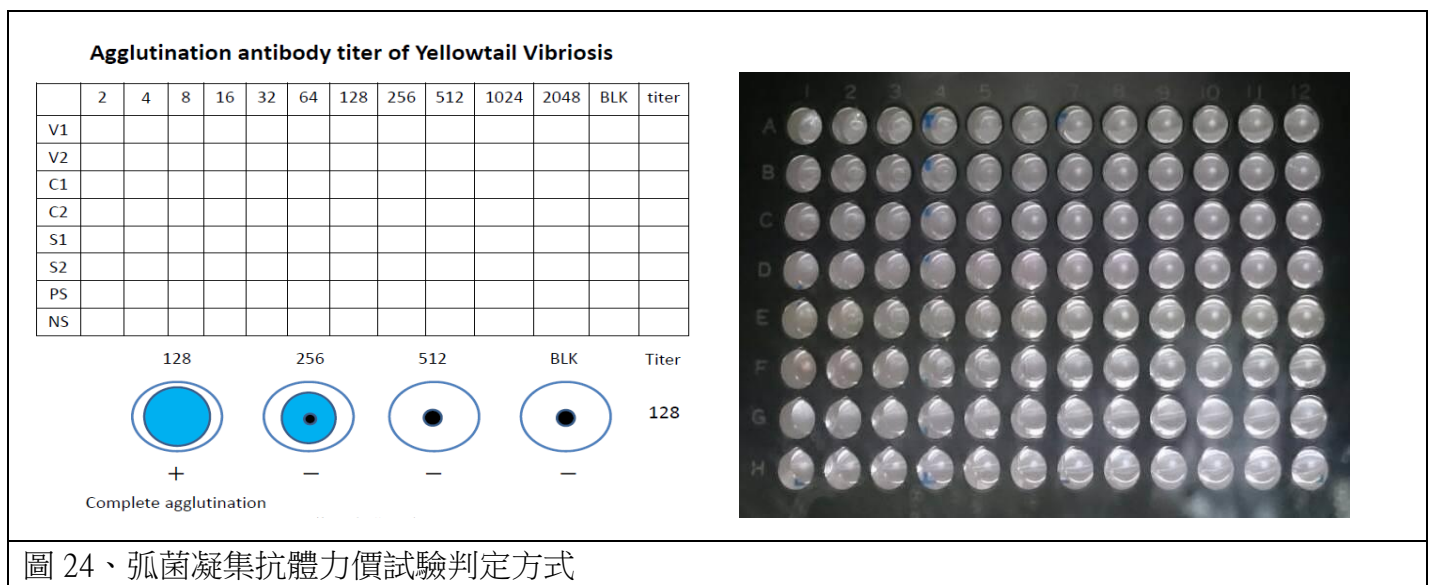 Agglutination antibody titer of Yellowtail Vibriosis
2 4 8 16 32 64 128 256 512 1024 2048 BLK titer
V1
V2
C1
C2
S1
S2
PS
NS
128 256 512 BLK Titer
128
+ − − −
Complete agglutination
1 2 3 4 5 6 7 8 9 10 11 12
A
B
C
D
E
F
G
H
圖 24、弧菌凝集抗體力價試驗判定方式